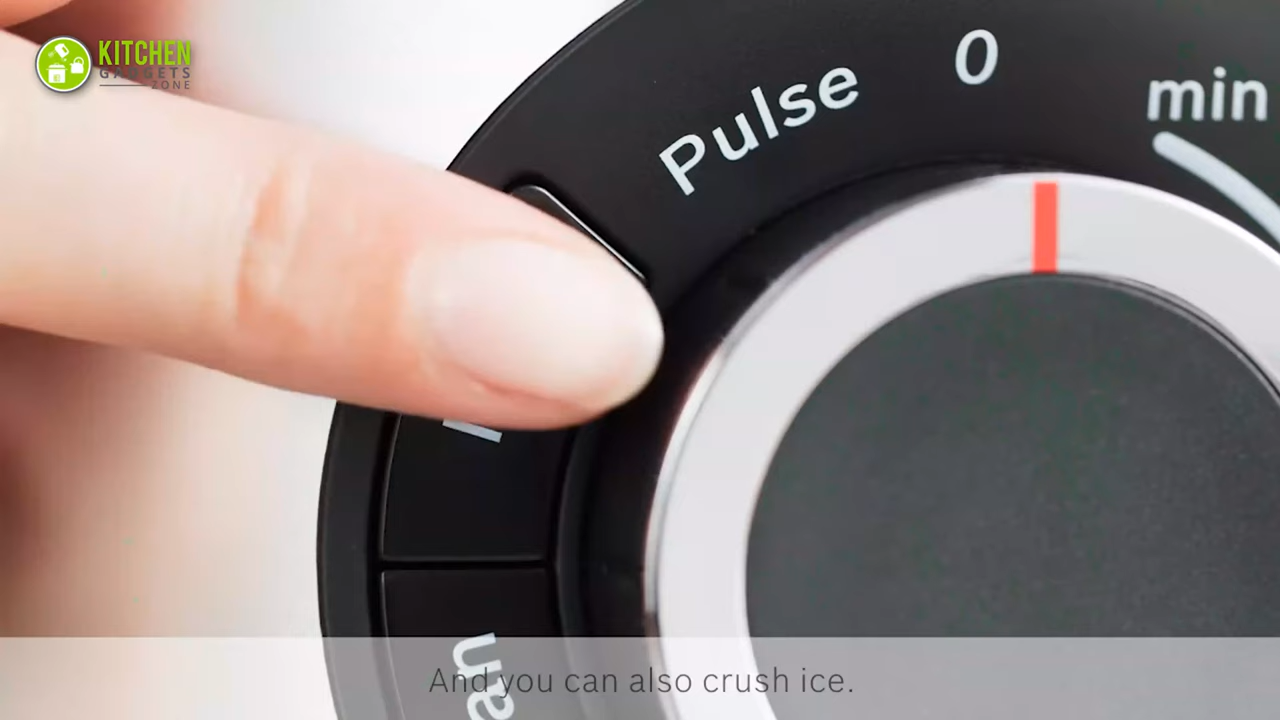 KITCHEN
GADGETS
ZONE
Pulse
0
min
And you can also crush ice.